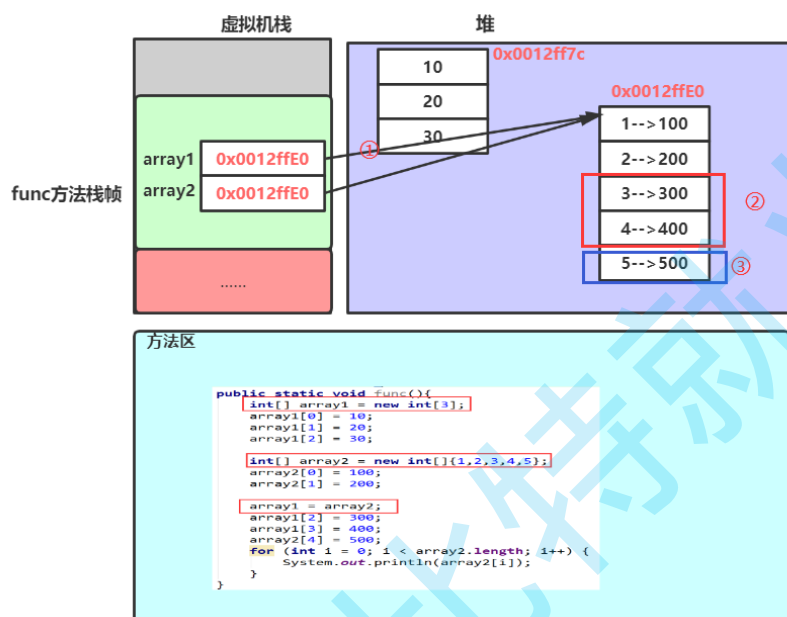 虚拟机栈
堆
10
0x0012ff7c
20
30
①
0x0012ffE0
1-->100
2-->200
3-->300
②
4-->400
5-->500
③
array1 0x0012ffE0
array2 0x0012ffE0
func方法栈帧
......
方法区
public static void func(){
int[] array1 = new int[3];
array1[0] = 10;
array1[1] = 20;
array1[2] = 30;
int[] array2 = new int[]{1,2,3,4,5};
array2[0] = 100;
array2[1] = 200;
array1 = array2;
array1[2] = 300;
array1[3] = 400;
array2[4] = 500;
for (int i = 0; i < array2.length; i++) {
System.out.println(array2[i]);
}
}
比特就